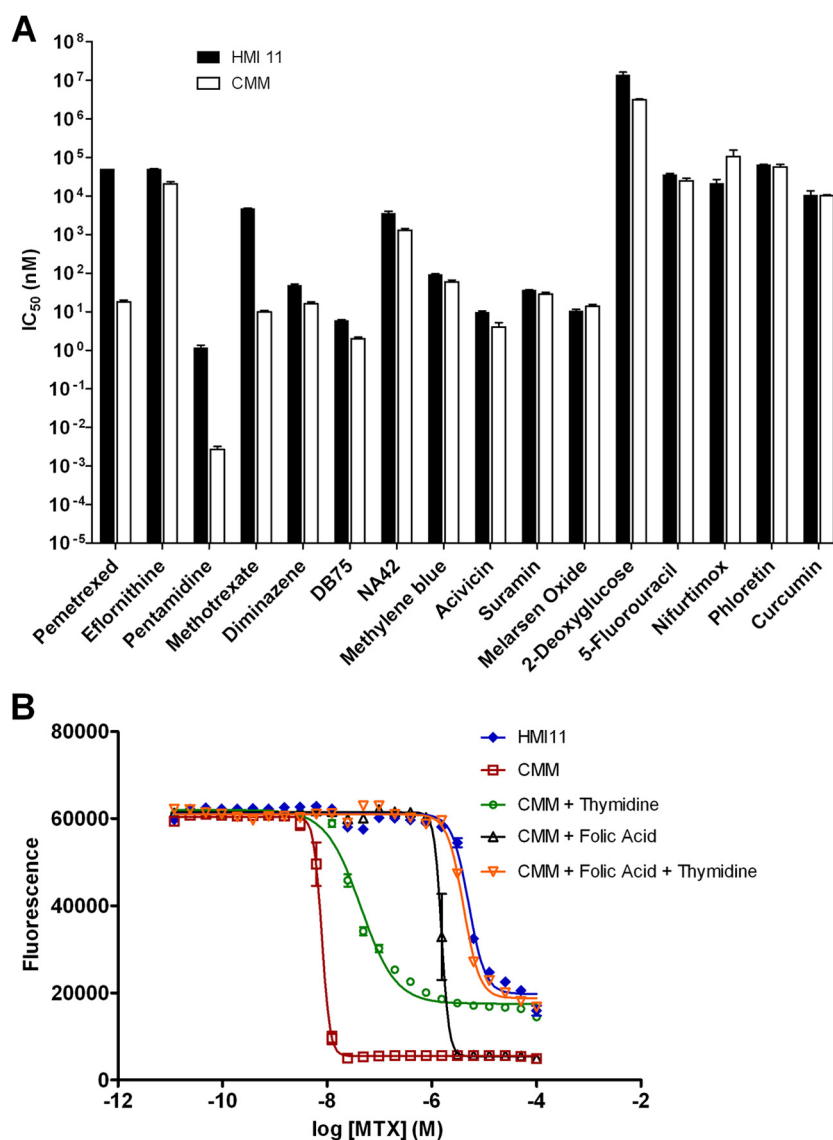 A
HMI 11
CMM
IC50 (nM)
10^8
10^7
10^6
10^5
10^4
10^3
10^2
10^1
10^0
10^-1
10^-2
10^-3
10^-4
10^-5
Pemetrexed
Eflornithine
Pentamidine
Methotrexate
Diminazene
DB75
NA42
Methylene blue
Acivicin
Suramin
Melarsen Oxide
2-Deoxyglucose
5-Fluorouracil
Nifurtimox
Phloretin
Curcumin
B
HMI11
CMM
CMM + Thymidine
CMM + Folic Acid
CMM + Folic Acid + Thymidine
Fluorescence
80000
60000
40000
20000
0
-12 -10 -8 -6 -4 -2
log [MTX] (M)